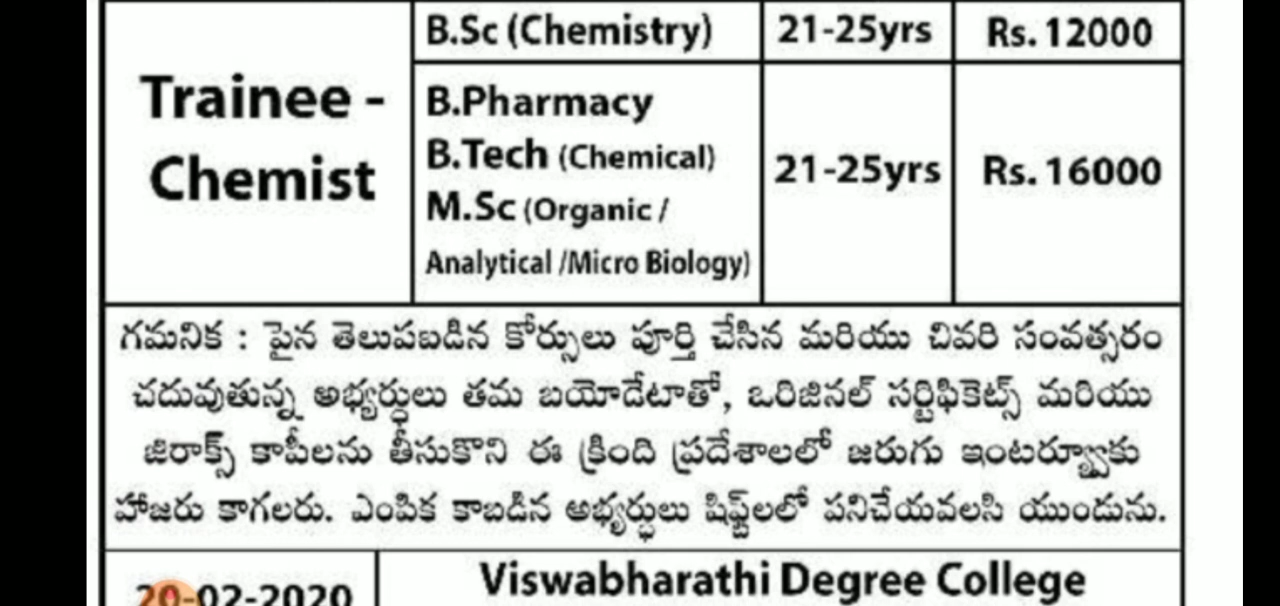 B.Sc (Chemistry) 21-25yrs Rs. 12000
Trainee -
Chemist
B.Pharmacy
B.Tech (Chemical)
M.Sc (Organic /
Analytical /Micro Biology)
21-25yrs Rs. 16000
గమనిక : పైన తెలుపబడిన కోర్సులు పూర్తి చేసిన మరియు చివరి సంవత్సరం
చదువుతున్న అభ్యర్ధులు తమ బయోడేటాతో, ఒరిజినల్ సర్టిఫికెట్స్ మరియు
జిరాక్స్ కాపీలను తీసుకొని ఈ క్రింది ప్రదేశాలలో జరుగు ఇంటర్వ్యూకు
హాజరు కాగలరు. ఎంపిక కాబడిన అభ్యర్ధులు షిఫ్ట్‌లలో పనిచేయవలసి యుండును.
20-02-2020 Viswabharathi Degree College